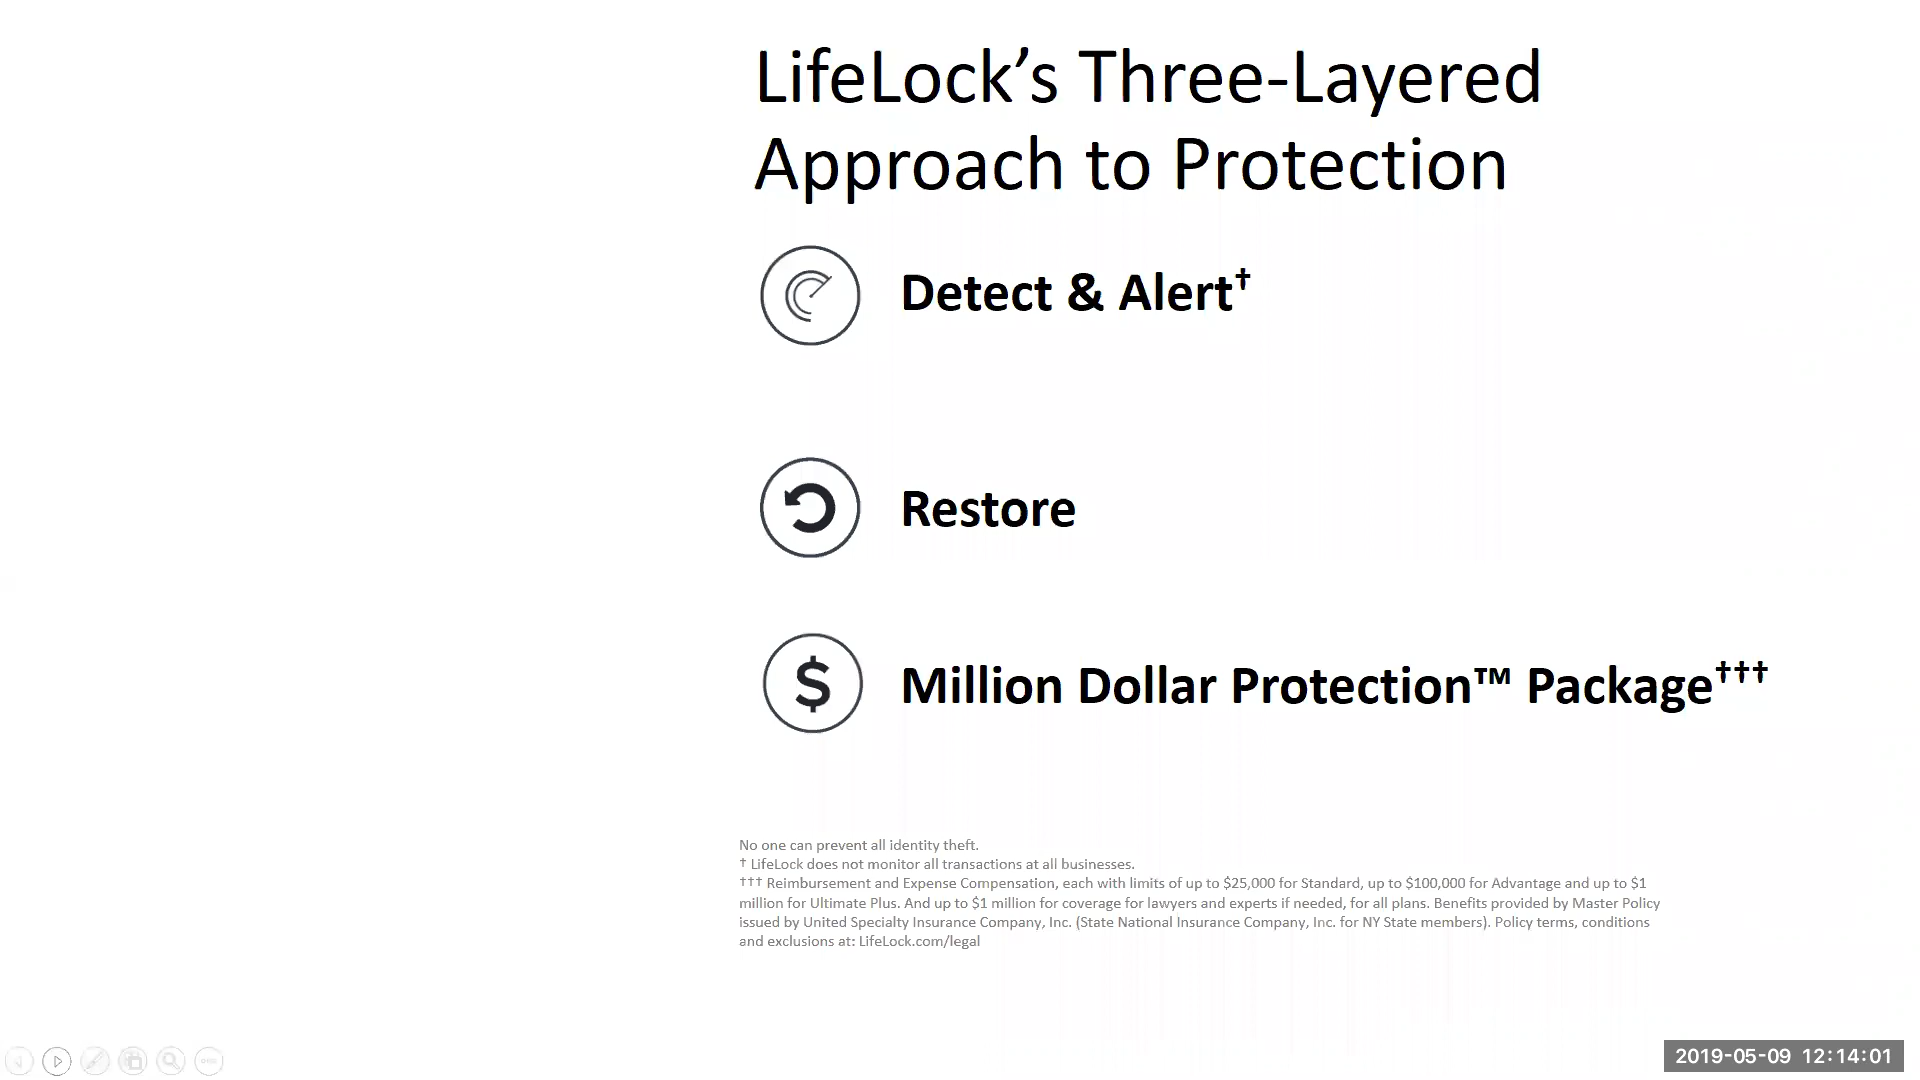 LifeLock’s Three-Layered
Approach to Protection
Detect & Alert†
Restore
$
Million Dollar Protection™ Package†††
No one can prevent all identity theft.
† LifeLock does not monitor all transactions at all businesses.
††† Reimbursement and Expense Compensation, each with limits of up to $25,000 for Standard, up to $100,000 for Advantage and up to $1
million for Ultimate Plus. And up to $1 million for coverage for lawyers and experts if needed, for all plans. Benefits provided by Master Policy
issued by United Specialty Insurance Company, Inc. (State National Insurance Company, Inc. for NY State members). Policy terms, conditions
and exclusions at: LifeLock.com/legal
2019-05-09 12:14:01